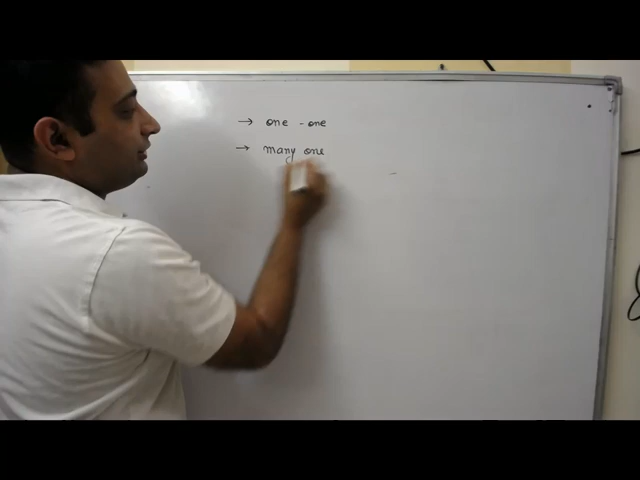 → one - one
→ many one